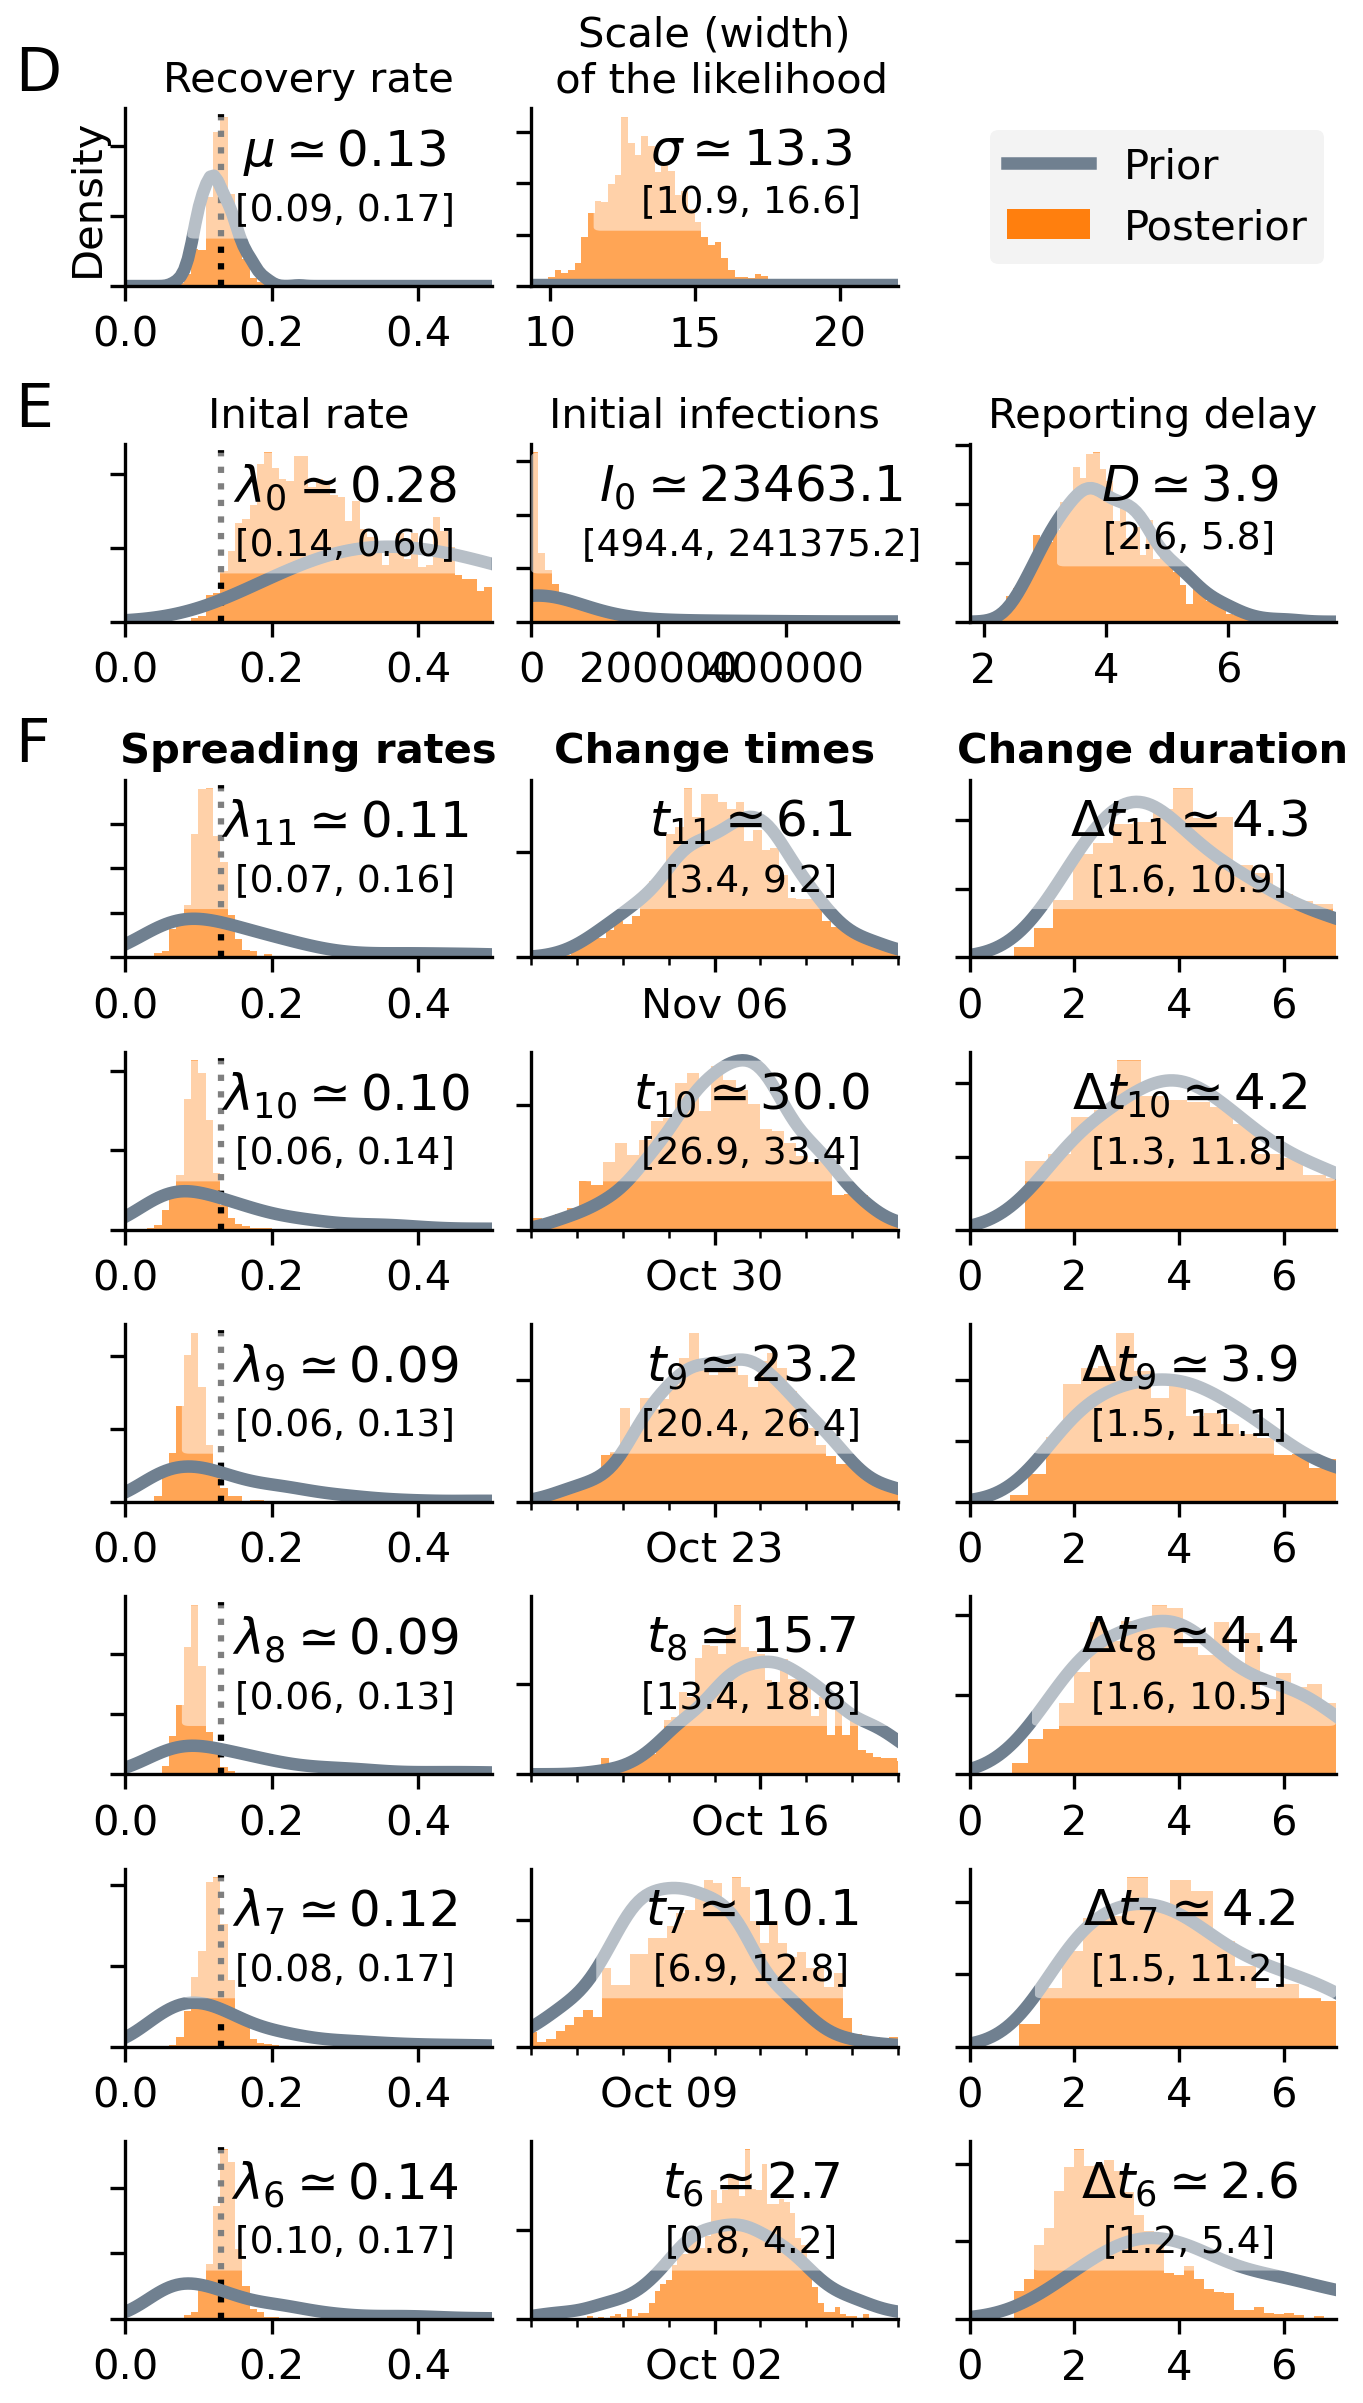 D
Recovery rate
Scale (width)
of the likelihood
Density
μ ≃ 0.13
[0.09, 0.17]
σ ≃ 13.3
[10.9, 16.6]
Prior
Posterior
0.0 0.2 0.4
10 15 20
E
Inital rate
Initial infections
Reporting delay
λ0 ≃ 0.28
[0.14, 0.60]
I0 ≃ 23463.1
[494.4, 241375.2]
D ≃ 3.9
[2.6, 5.8]
0.0 0.2 0.4
0 200000 400000
2 4 6
F
Spreading rates
Change times
Change duration
λ11 ≃ 0.11
[0.07, 0.16]
t11 ≃ 6.1
[3.4, 9.2]
Δt11 ≃ 4.3
[1.6, 10.9]
0.0 0.2 0.4
Nov 06
0 2 4 6
λ10 ≃ 0.10
[0.06, 0.14]
t10 ≃ 30.0
[26.9, 33.4]
Δt10 ≃ 4.2
[1.3, 11.8]
0.0 0.2 0.4
Oct 30
0 2 4 6
λ9 ≃ 0.09
[0.06, 0.13]
t9 ≃ 23.2
[20.4, 26.4]
Δt9 ≃ 3.9
[1.5, 11.1]
0.0 0.2 0.4
Oct 23
0 2 4 6
λ8 ≃ 0.09
[0.06, 0.13]
t8 ≃ 15.7
[13.4, 18.8]
Δt8 ≃ 4.4
[1.6, 10.5]
0.0 0.2 0.4
Oct 16
0 2 4 6
λ7 ≃ 0.12
[0.08, 0.17]
t7 ≃ 10.1
[6.9, 12.8]
Δt7 ≃ 4.2
[1.5, 11.2]
0.0 0.2 0.4
Oct 09
0 2 4 6
λ6 ≃ 0.14
[0.10, 0.17]
t6 ≃ 2.7
[0.8, 4.2]
Δt6 ≃ 2.6
[1.2, 5.4]
0.0 0.2 0.4
Oct 02
0 2 4 6